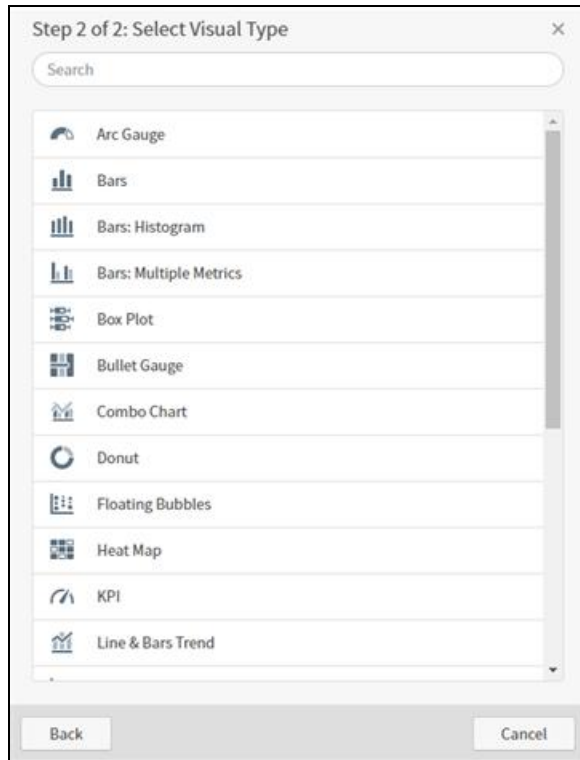 Step 2 of 2: Select Visual Type
Search
Arc Gauge
Bars
Bars: Histogram
Bars: Multiple Metrics
Box Plot
Bullet Gauge
Combo Chart
Donut
Floating Bubbles
Heat Map
KPI
Line & Bars Trend
Back
Cancel